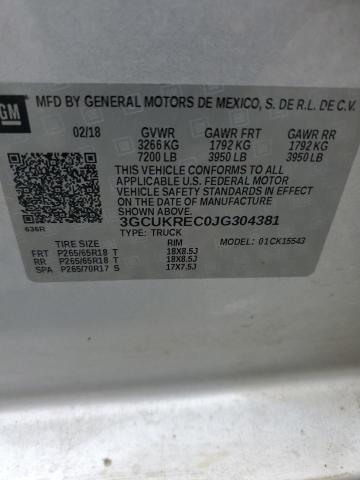 GM
MFD BY GENERAL MOTORS DE MEXICO, S. DE R.L. DE C.V.
02/18 GVWR GAWR FRT GAWR RR
3266 KG 1792 KG 1792 KG
7200 LB 3950 LB 3950 LB
THIS VEHICLE CONFORMS TO ALL APPLICABLE
U.S. FEDERAL MOTOR VEHICLE SAFETY
STANDARDS IN EFFECT ON THE DATE OF
MANUFACTURE SHOWN ABOVE.
3GCUKREC0JG304381
636R
TYPE: TRUCK MODEL: 01CK15543
TIRE SIZE RIM
FRT P265/65R18 T 18X8.5J
RR P265/65R18 T 18X8.5J
SPA P265/70R17 S 17X7.5J